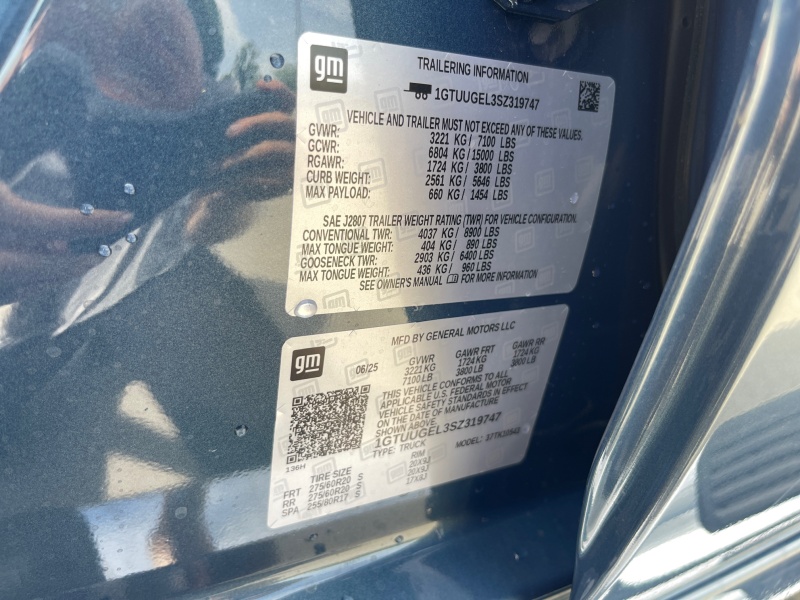 gm
TRAILERING INFORMATION
1GTUUGEL3SZ319747
VEHICLE AND TRAILER MUST NOT EXCEED ANY OF THESE VALUES.
GVWR: 3221 KG / 7100 LBS
GCWR: 6804 KG / 15000 LBS
RGAWR: 1724 KG / 3800 LBS
CURB WEIGHT: 2561 KG / 5646 LBS
MAX PAYLOAD: 660 KG / 1454 LBS
SAE J2807 TRAILER WEIGHT RATING (TWR) FOR VEHICLE CONFIGURATION.
CONVENTIONAL TWR: 4037 KG / 8900 LBS
MAX TONGUE WEIGHT: 404 KG / 890 LBS
GOOSENECK TWR: 2903 KG / 6400 LBS
MAX TONGUE WEIGHT: 436 KG / 960 LBS
SEE OWNER'S MANUAL FOR MORE INFORMATION
gm
MFD BY GENERAL MOTORS LLC
06/25
GVWR GAWR FRT GAWR RR
3221 KG 1724 KG 1724 KG
7100 LB 3800 LB 3800 LB
THIS VEHICLE CONFORMS TO ALL
APPLICABLE U.S. FEDERAL MOTOR
VEHICLE SAFETY STANDARDS IN EFFECT
ON THE DATE OF MANUFACTURE
SHOWN ABOVE.
1GTUUGEL3SZ319747
TYPE: TRUCK MODEL:
136H
TIRE SIZE RIM
FRT 275/60R20 S 20X9J
RR 275/60R20 S 20X9J
SPA 255/80R17 S 17X8J